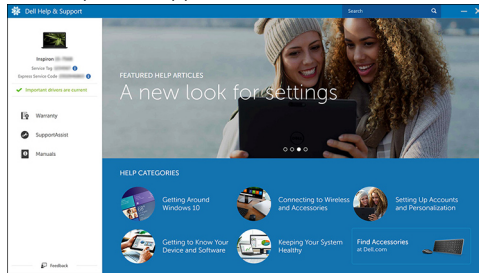 Dell Help & Support
Search
Inspiron
Service Tag
Express Service Code
Important drivers are current
Warranty
SupportAssist
Manuals
Feedback
FEATURED HELP ARTICLES
A new look for settings
HELP CATEGORIES
Getting Around
Windows 10
Connecting to Wireless
and Accessories
Setting Up Accounts
and Personalization
Getting to Know Your
Device and Software
Keeping Your System
Healthy
Find Accessories
at Dell.com